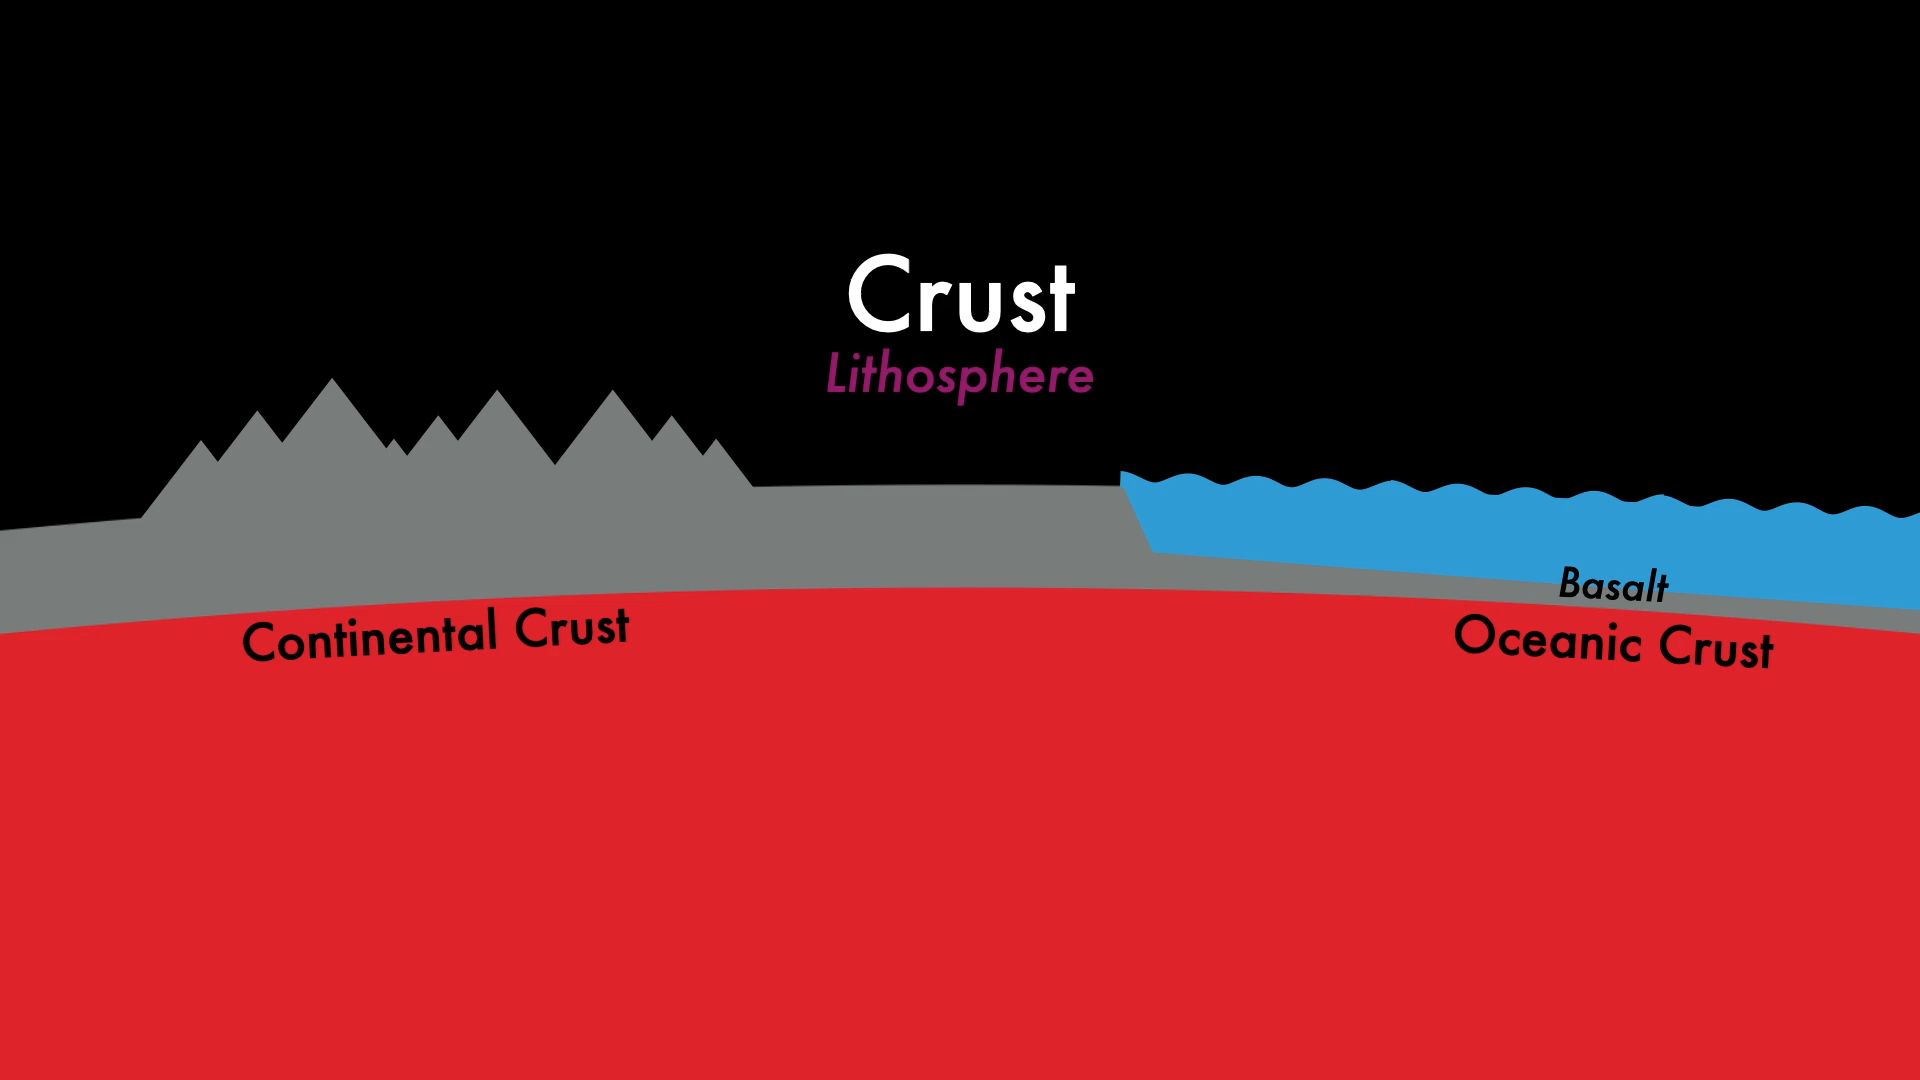 Crust
Lithosphere
Basalt
Continental Crust
Oceanic Crust